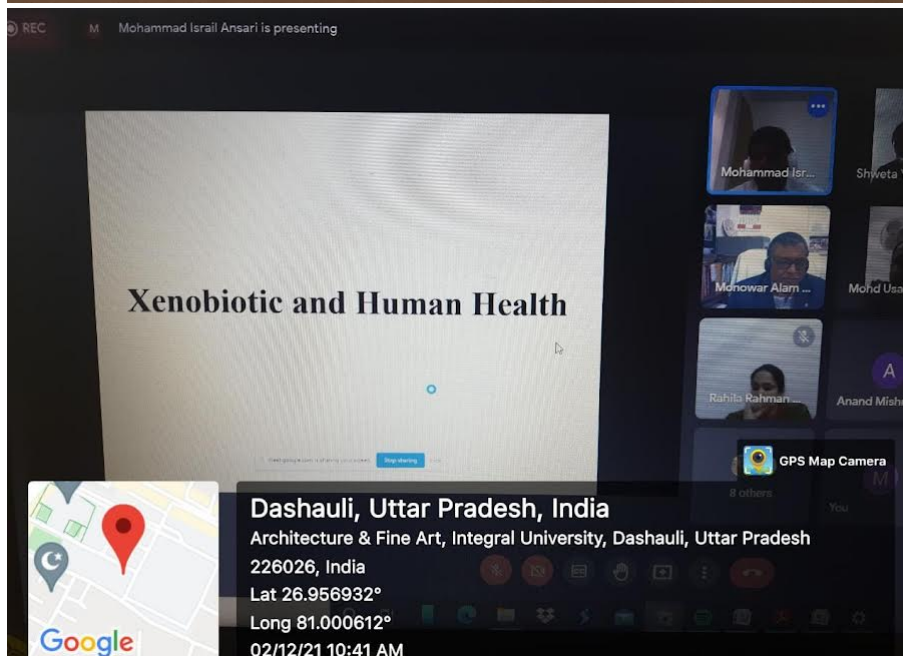 REC
M Mohammad Israil Ansari is presenting
Xenobiotic and Human Health
Stop sharing
Mohammad Isr...
Shweta
Monowar Alam ...
Mohd Usa
Rahila Rahman ...
A
Anand Mish
8 others
M
You
GPS Map Camera
Dashauli, Uttar Pradesh, India
Architecture & Fine Art, Integral University, Dashauli, Uttar Pradesh
226026, India
Lat 26.956932°
Long 81.000612°
02/12/21 10:41 AM
Google